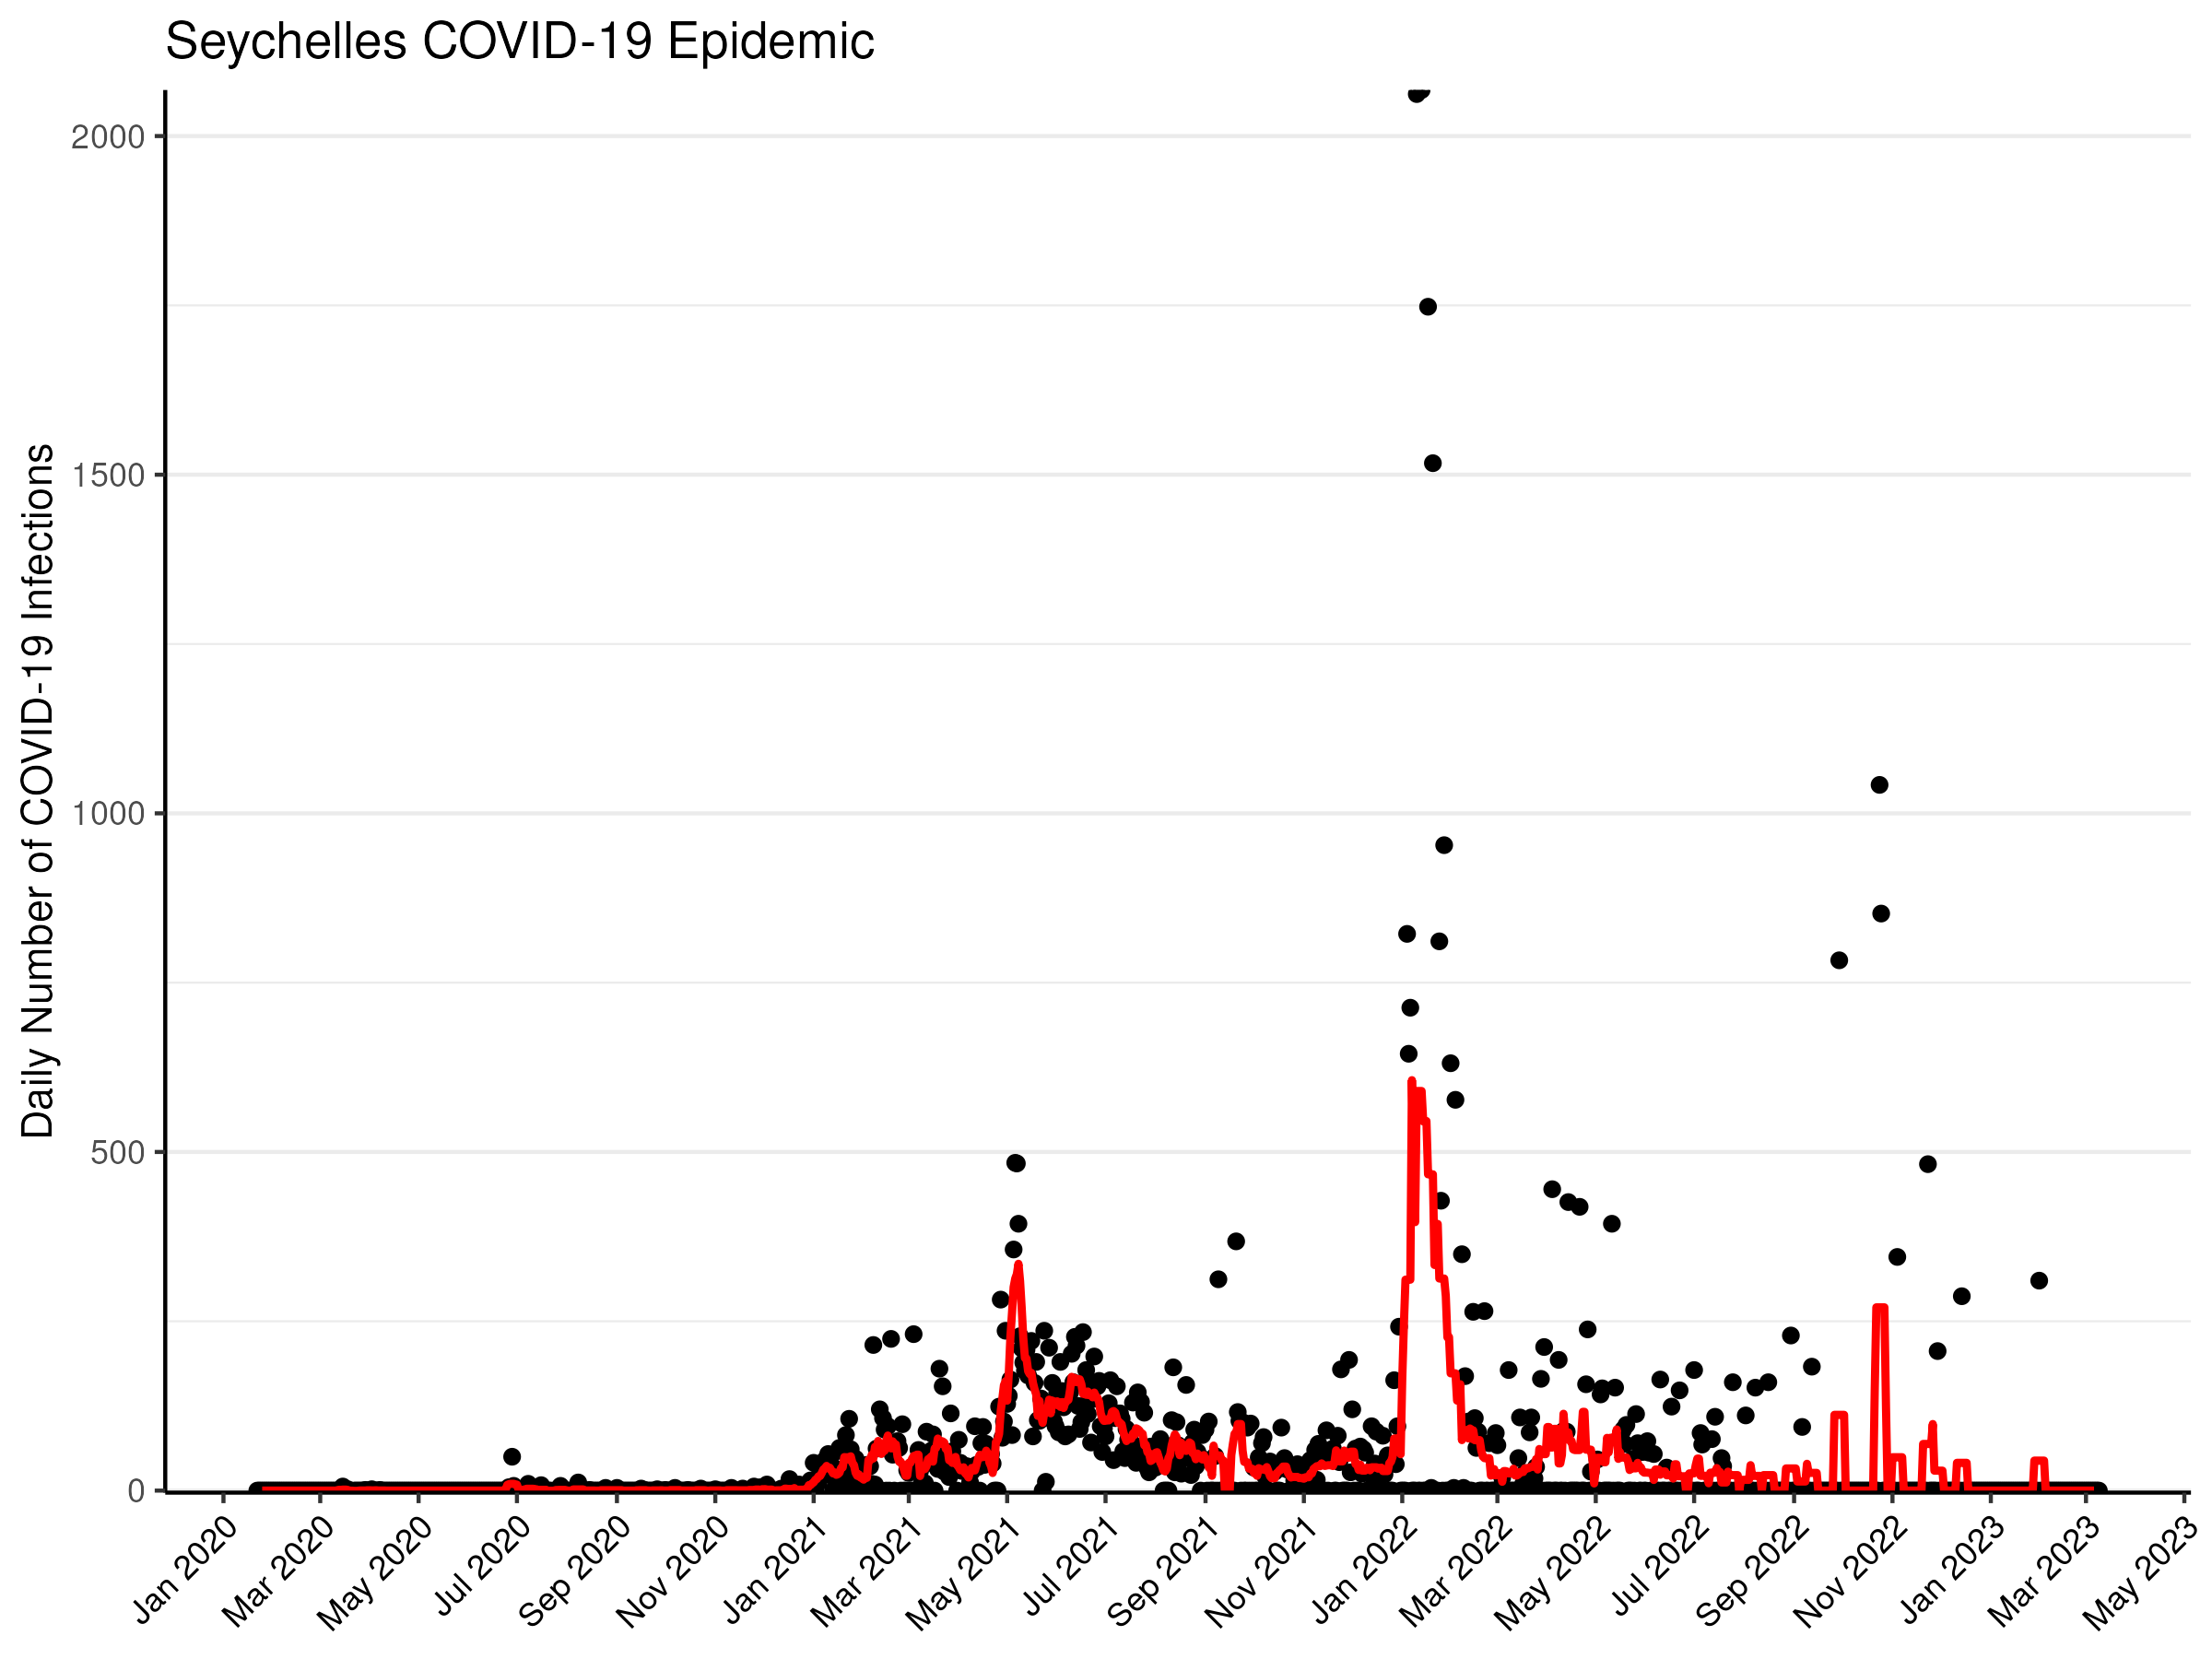 Seychelles COVID-19 Epidemic
Daily Number of COVID-19 Infections
2000
1500
1000
500
0
Jan 2020
Mar 2020
May 2020
Jul 2020
Sep 2020
Nov 2020
Jan 2021
Mar 2021
May 2021
Jul 2021
Sep 2021
Nov 2021
Jan 2022
Mar 2022
May 2022
Jul 2022
Sep 2022
Nov 2022
Jan 2023
Mar 2023
May 2023